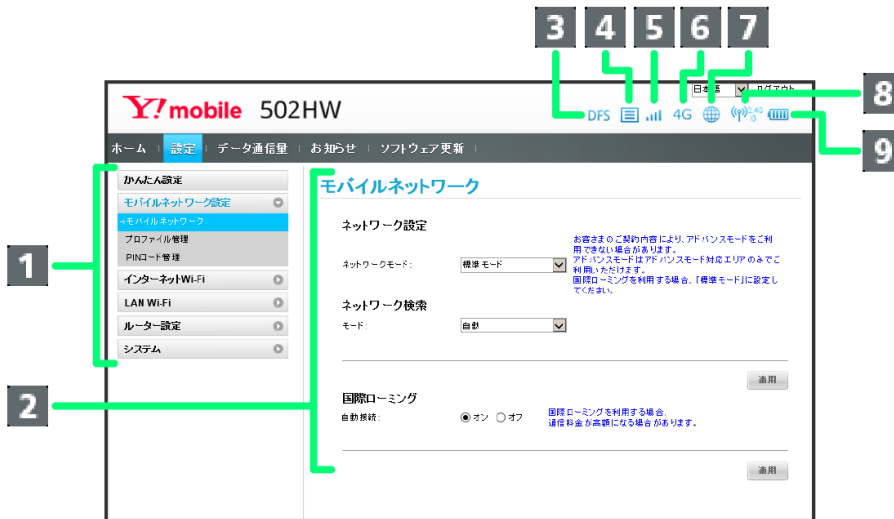 3 4 5 6 7
日本語 ログアウト
8
Y!mobile 502HW
DFS 4G 2.4G 0
9
ホーム 設定 データ通信量 お知らせ ソフトウェア更新
かんたん設定
モバイルネットワーク設定
モバイルネットワーク
プロファイル管理
PINコード管理
インターネットWi-Fi
LAN Wi-Fi
ルーター設定
システム
1
2
モバイルネットワーク
ネットワーク設定
ネットワークモード: 標準モード
お客さまのご契約内容により、アドバンスモードをご利
用できない場合があります。
アドバンスモードはアドバンスモード対応エリアのみでご
利用いただけます。
国際ローミングを利用する場合、「標準モード」に設定し
てください。
ネットワーク検索
モード: 自動
適用
国際ローミング
自動接続: オン オフ
国際ローミングを利用する場合、
通信料金が高額になる場合があります。
適用